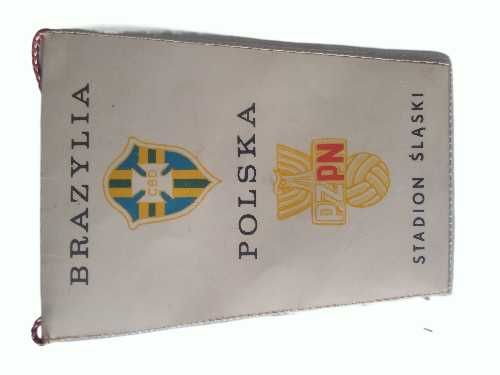 BRAZYLIA
CBD
POLSKA
PZPN
STADION ŚLĄSKI